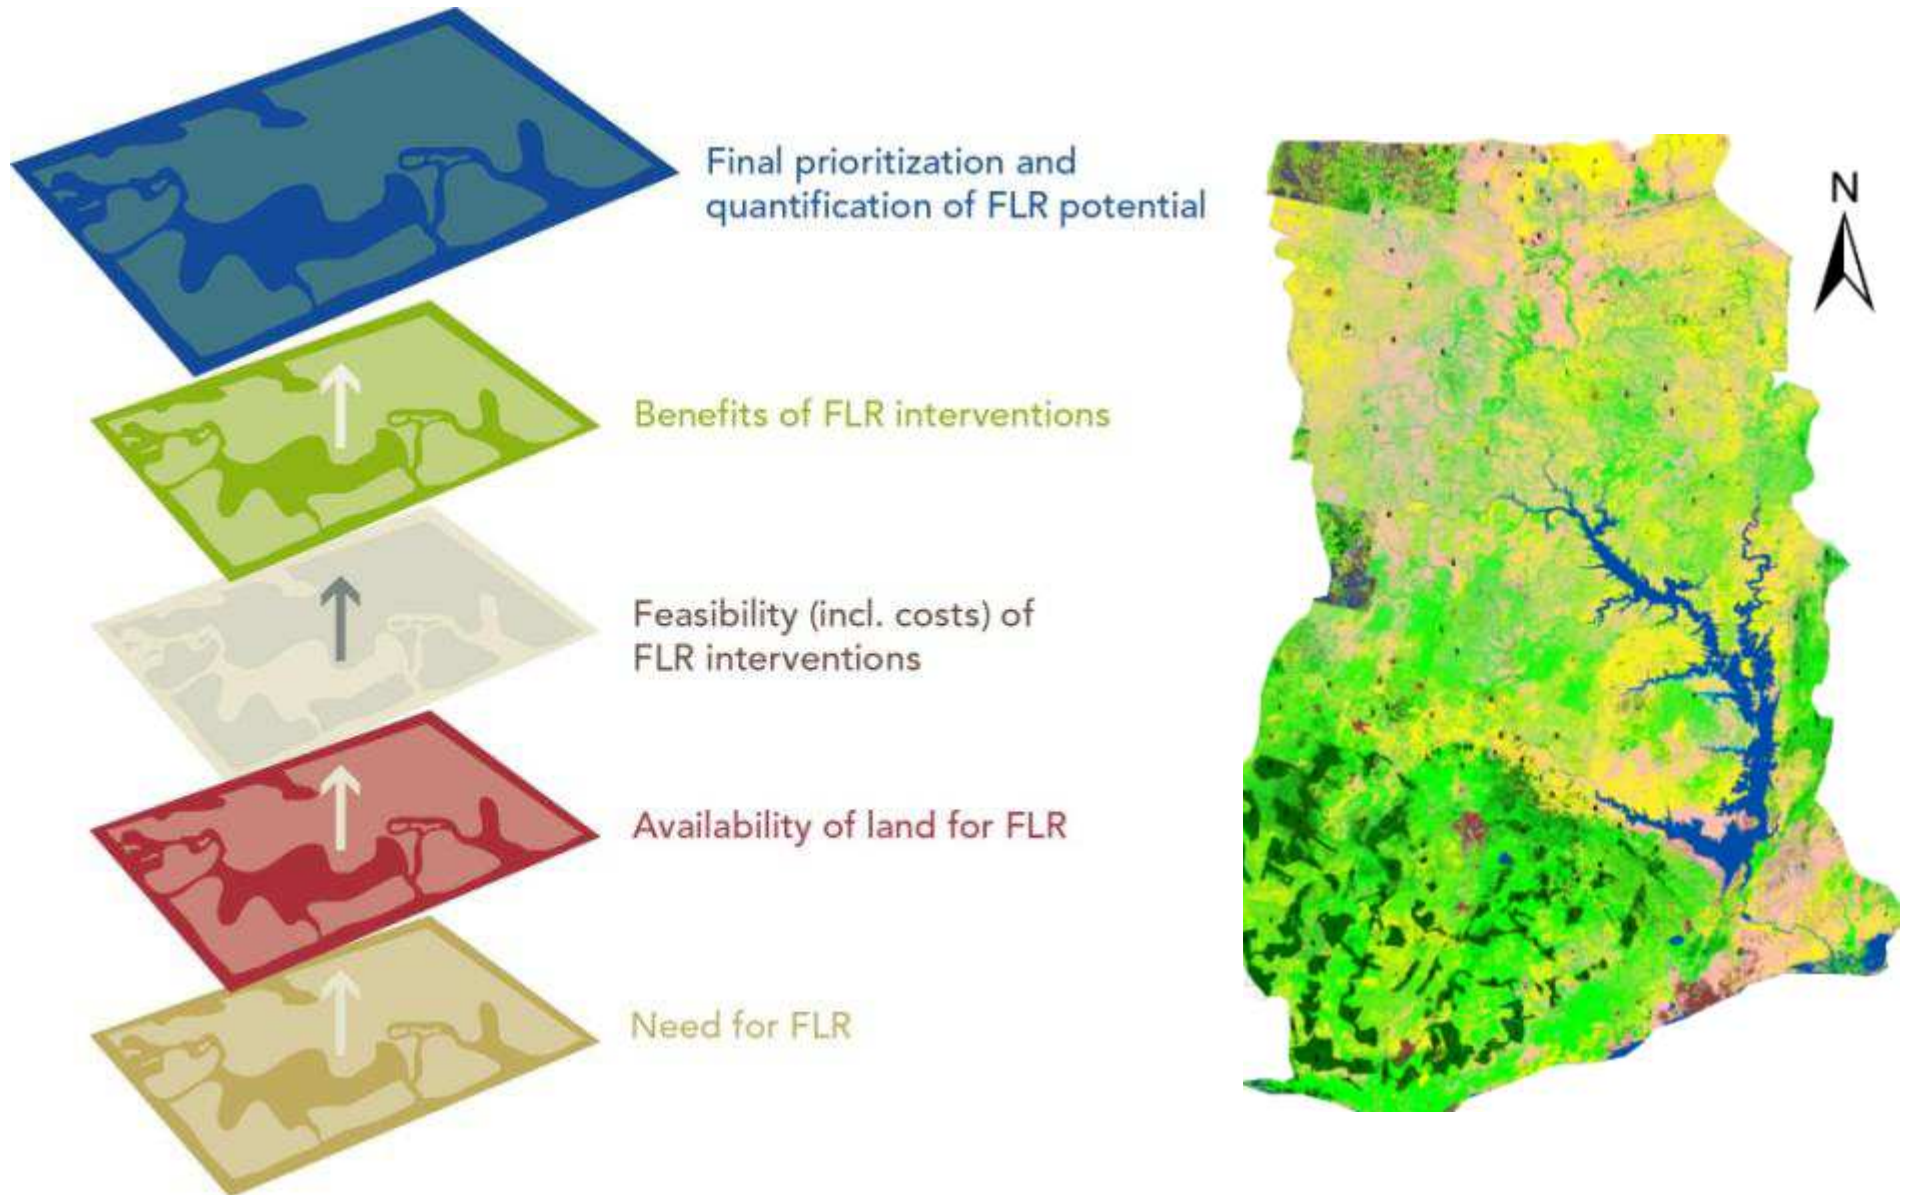 Final prioritization and
quantification of FLR potential
Benefits of FLR interventions
Feasibility (incl. costs) of
FLR interventions
Availability of land for FLR
Need for FLR
N